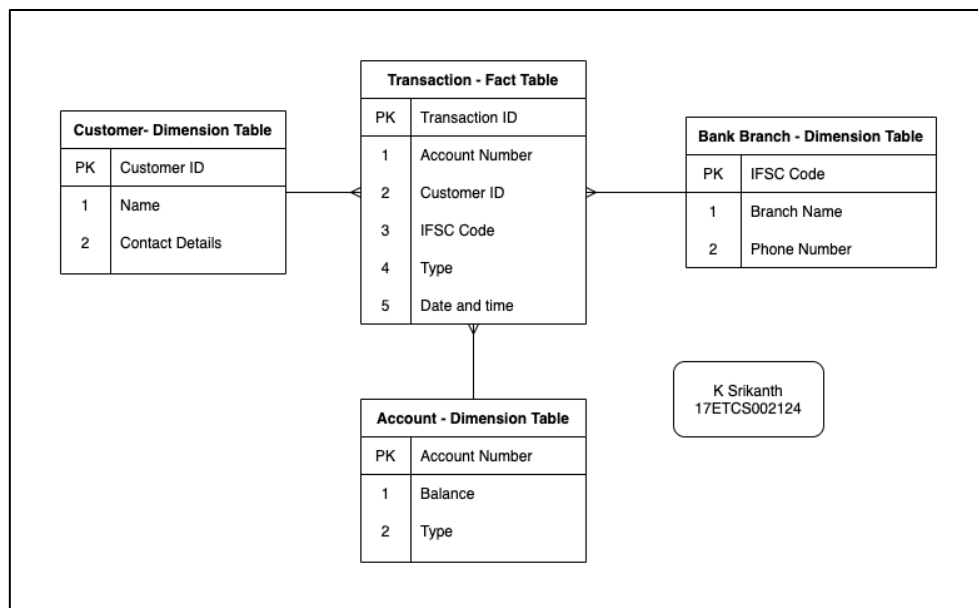 Transaction - Fact Table
PK Transaction ID
1 Account Number
2 Customer ID
3 IFSC Code
4 Type
5 Date and time
Customer- Dimension Table
PK Customer ID
1 Name
2 Contact Details
Bank Branch - Dimension Table
PK IFSC Code
1 Branch Name
2 Phone Number
Account - Dimension Table
PK Account Number
1 Balance
2 Type
K Srikanth
17ETCS002124